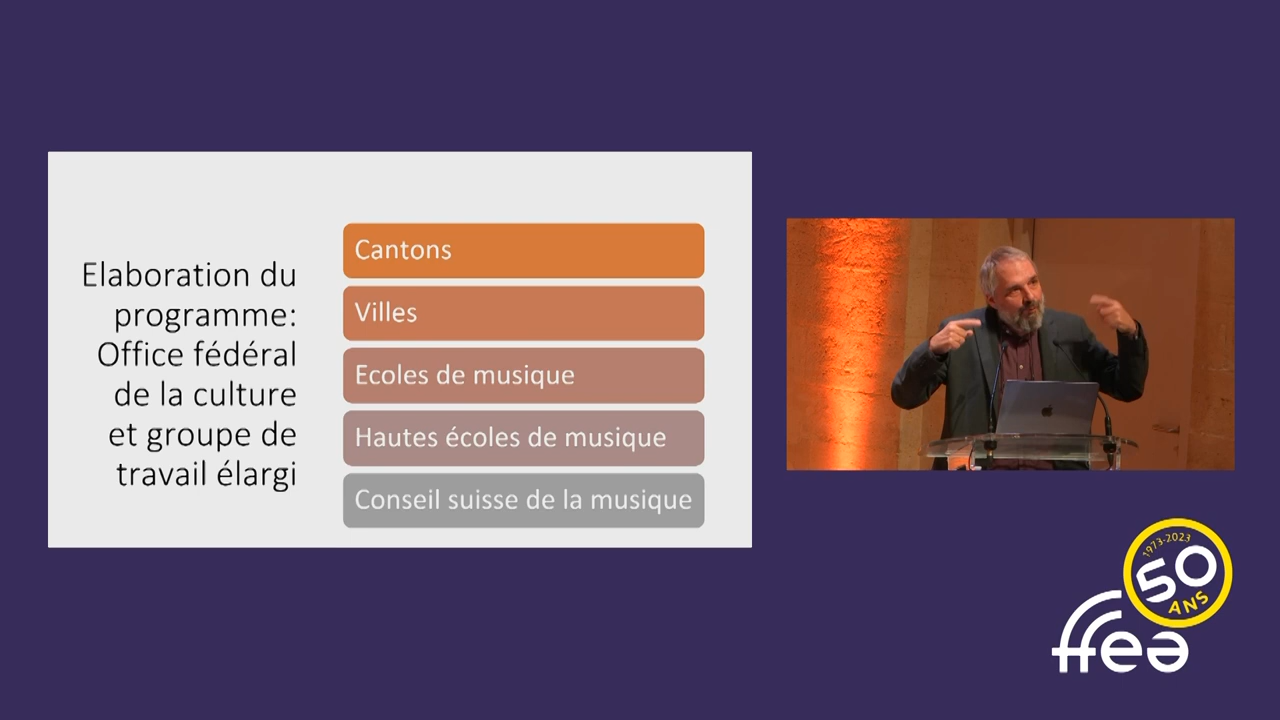 Elaboration du
programme:
Office fédéral
de la culture
et groupe de
travail élargi
Cantons
Villes
Ecoles de musique
Hautes écoles de musique
Conseil suisse de la musique
1973-2023
50
ANS
ffea